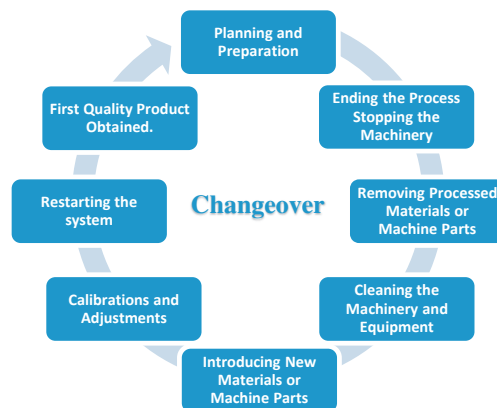 Planning and
Preparation
Ending the Process
Stopping the
Machinery
Removing Processed
Materials or
Machine Parts
Cleaning the
Machinery and
Equipment
Introducing New
Materials or
Machine Parts
Calibrations and
Adjustments
Restarting the
system
First Quality Product
Obtained.
Changeover